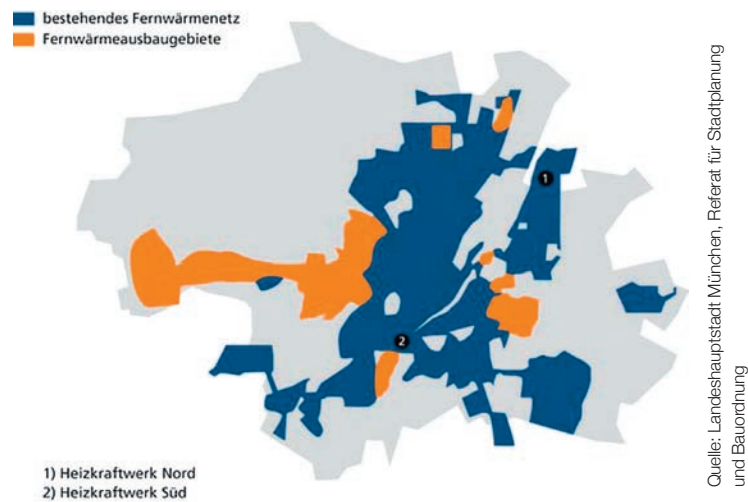 bestehendes Fernwärmenetz
Fernwärmeausbaugebiete
1
2
1) Heizkraftwerk Nord
2) Heizkraftwerk Süd
Quelle: Landeshauptstadt München, Referat für Stadtplanung
und Bauordnung